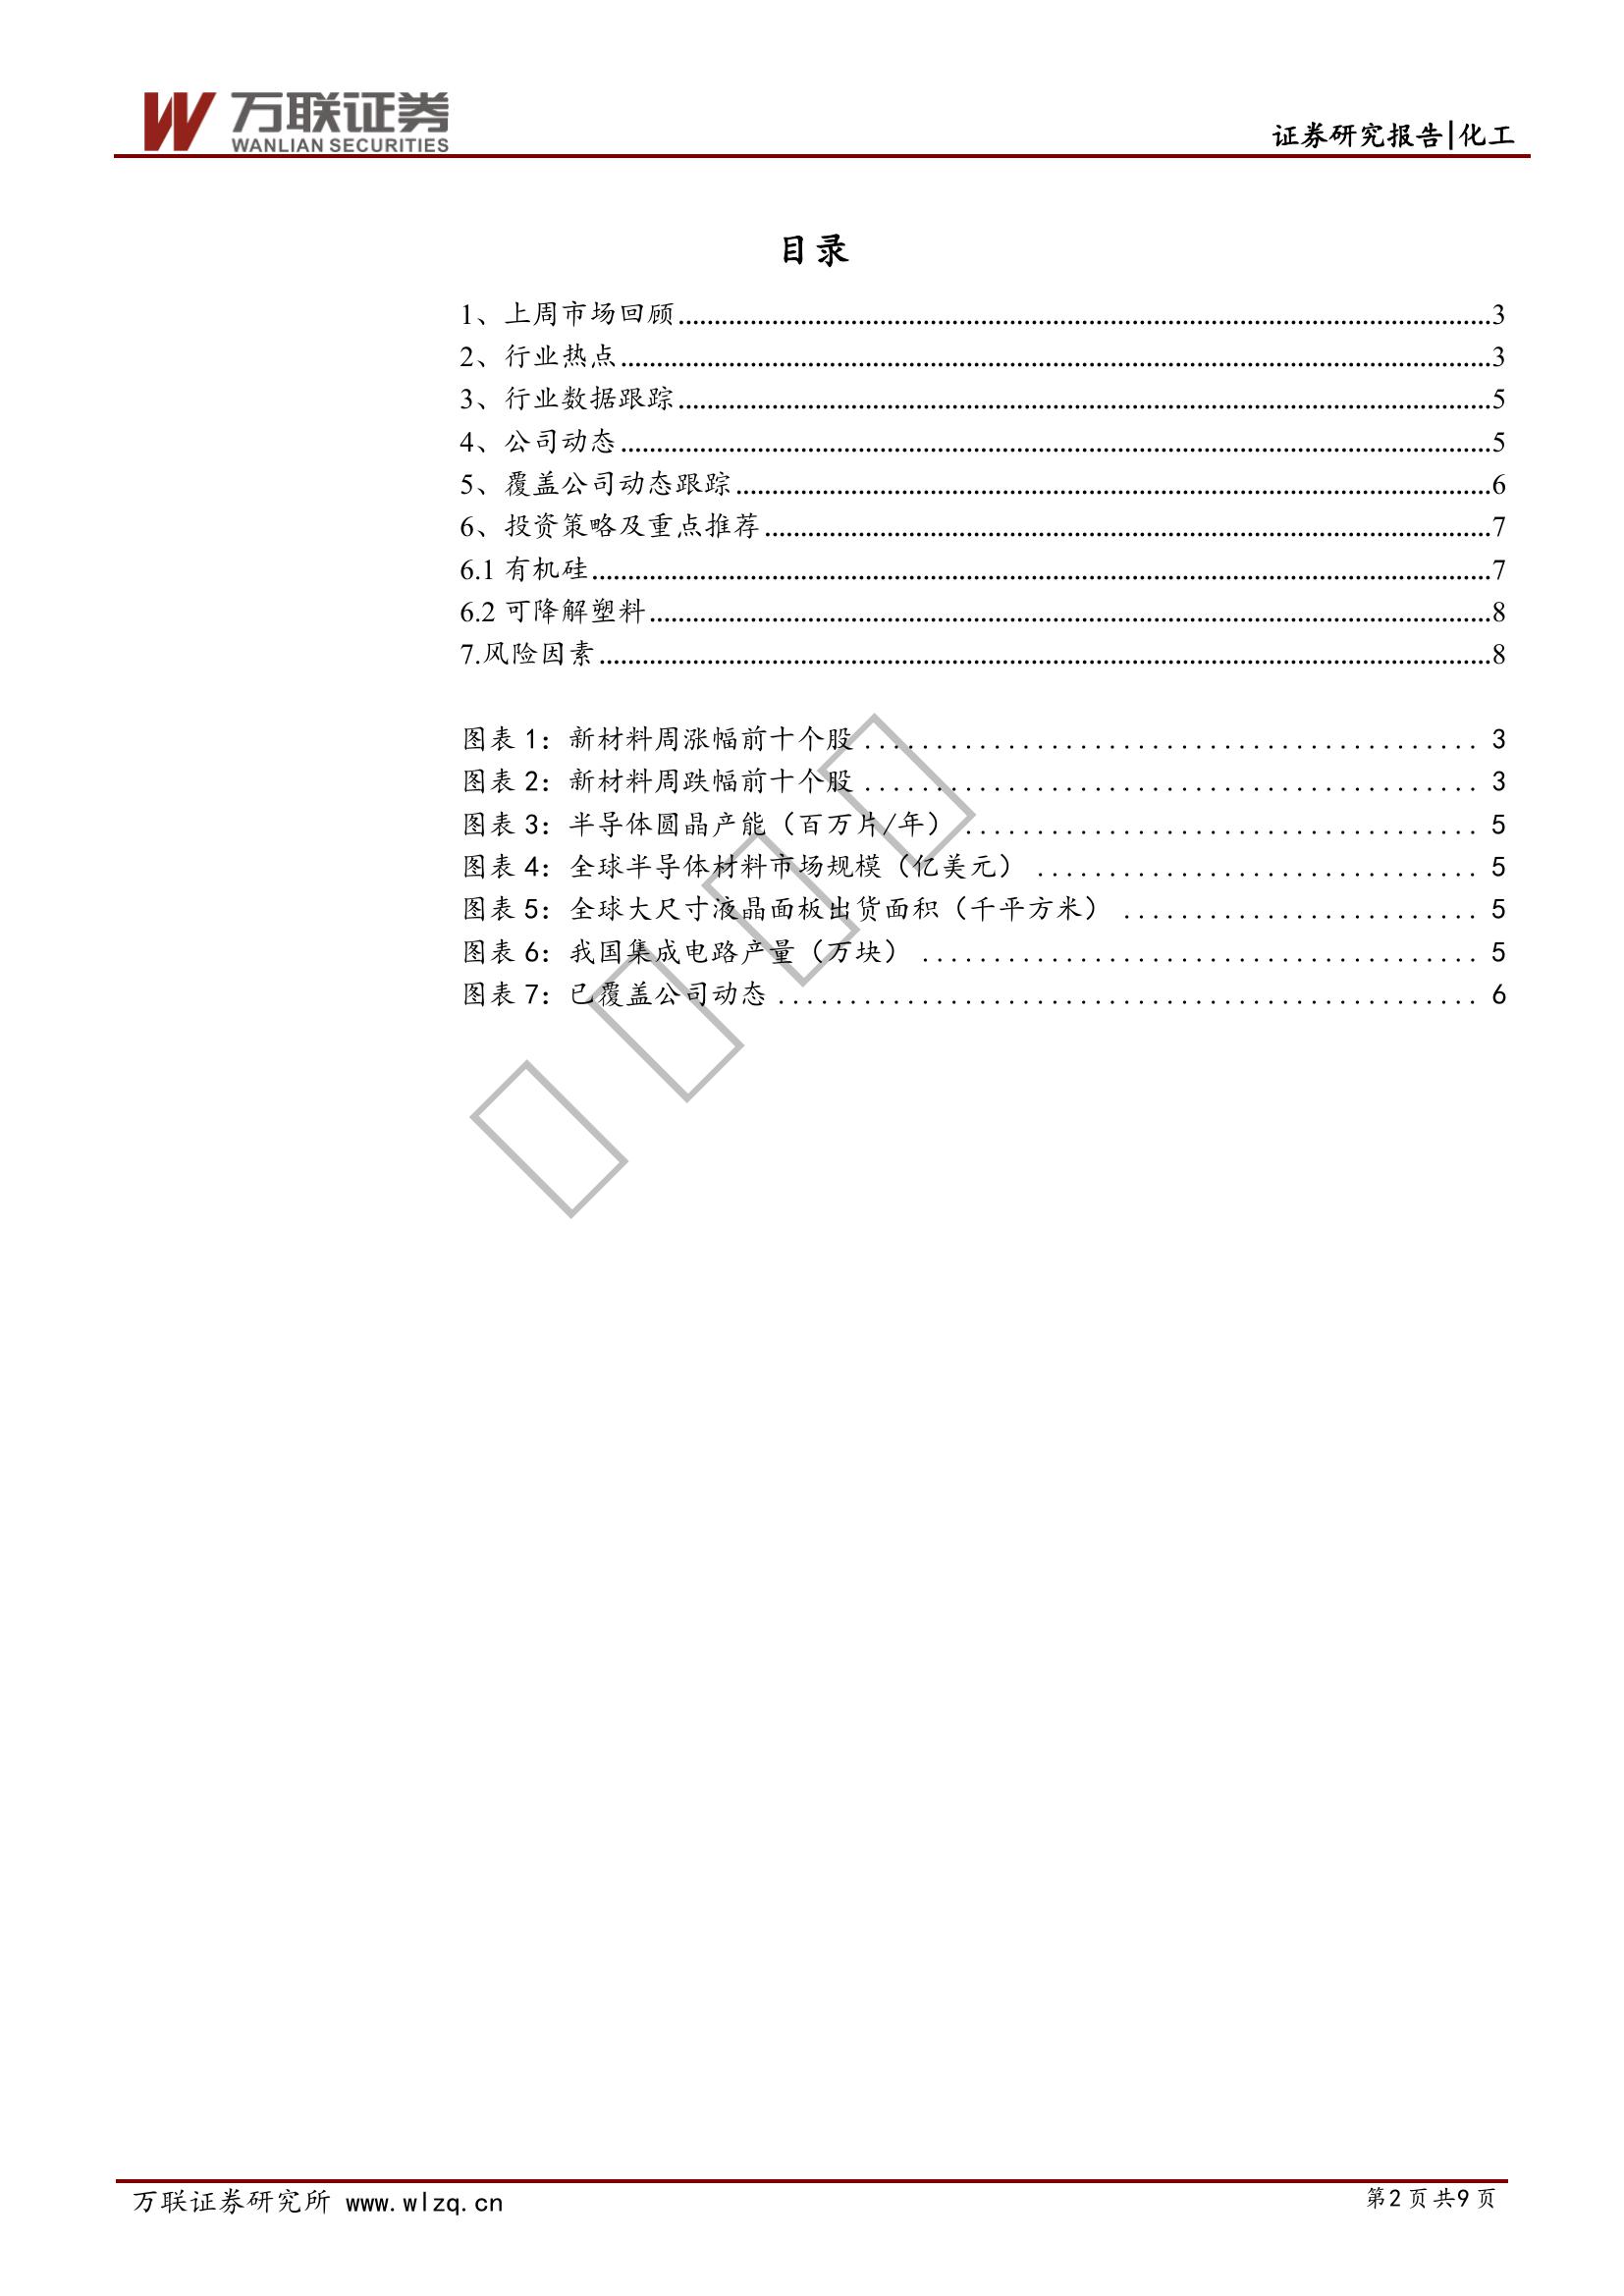 万联证券
WANLIAN SECURITIES
证券研究报告|化工
目录
1、上周市场回顾...3
2、行业热点...3
3、行业数据跟踪...5
4、公司动态...5
5、覆盖公司动态跟踪...6
6、投资策略及重点推荐...7
6.1 有机硅...7
6.2 可降解塑料...8
7.风险因素...8
图表 1：新材料周涨幅前十个股...3
图表 2：新材料周跌幅前十个股...3
图表 3：半导体圆晶产能（百万片/年）...5
图表 4：全球半导体材料市场规模（亿美元）...5
图表 5：全球大尺寸液晶面板出货面积（千平方米）...5
图表 6：我国集成电路产量（万块）...5
图表 7：已覆盖公司动态...6
万联证券研究所 www.wlzq.cn
第2页共9页